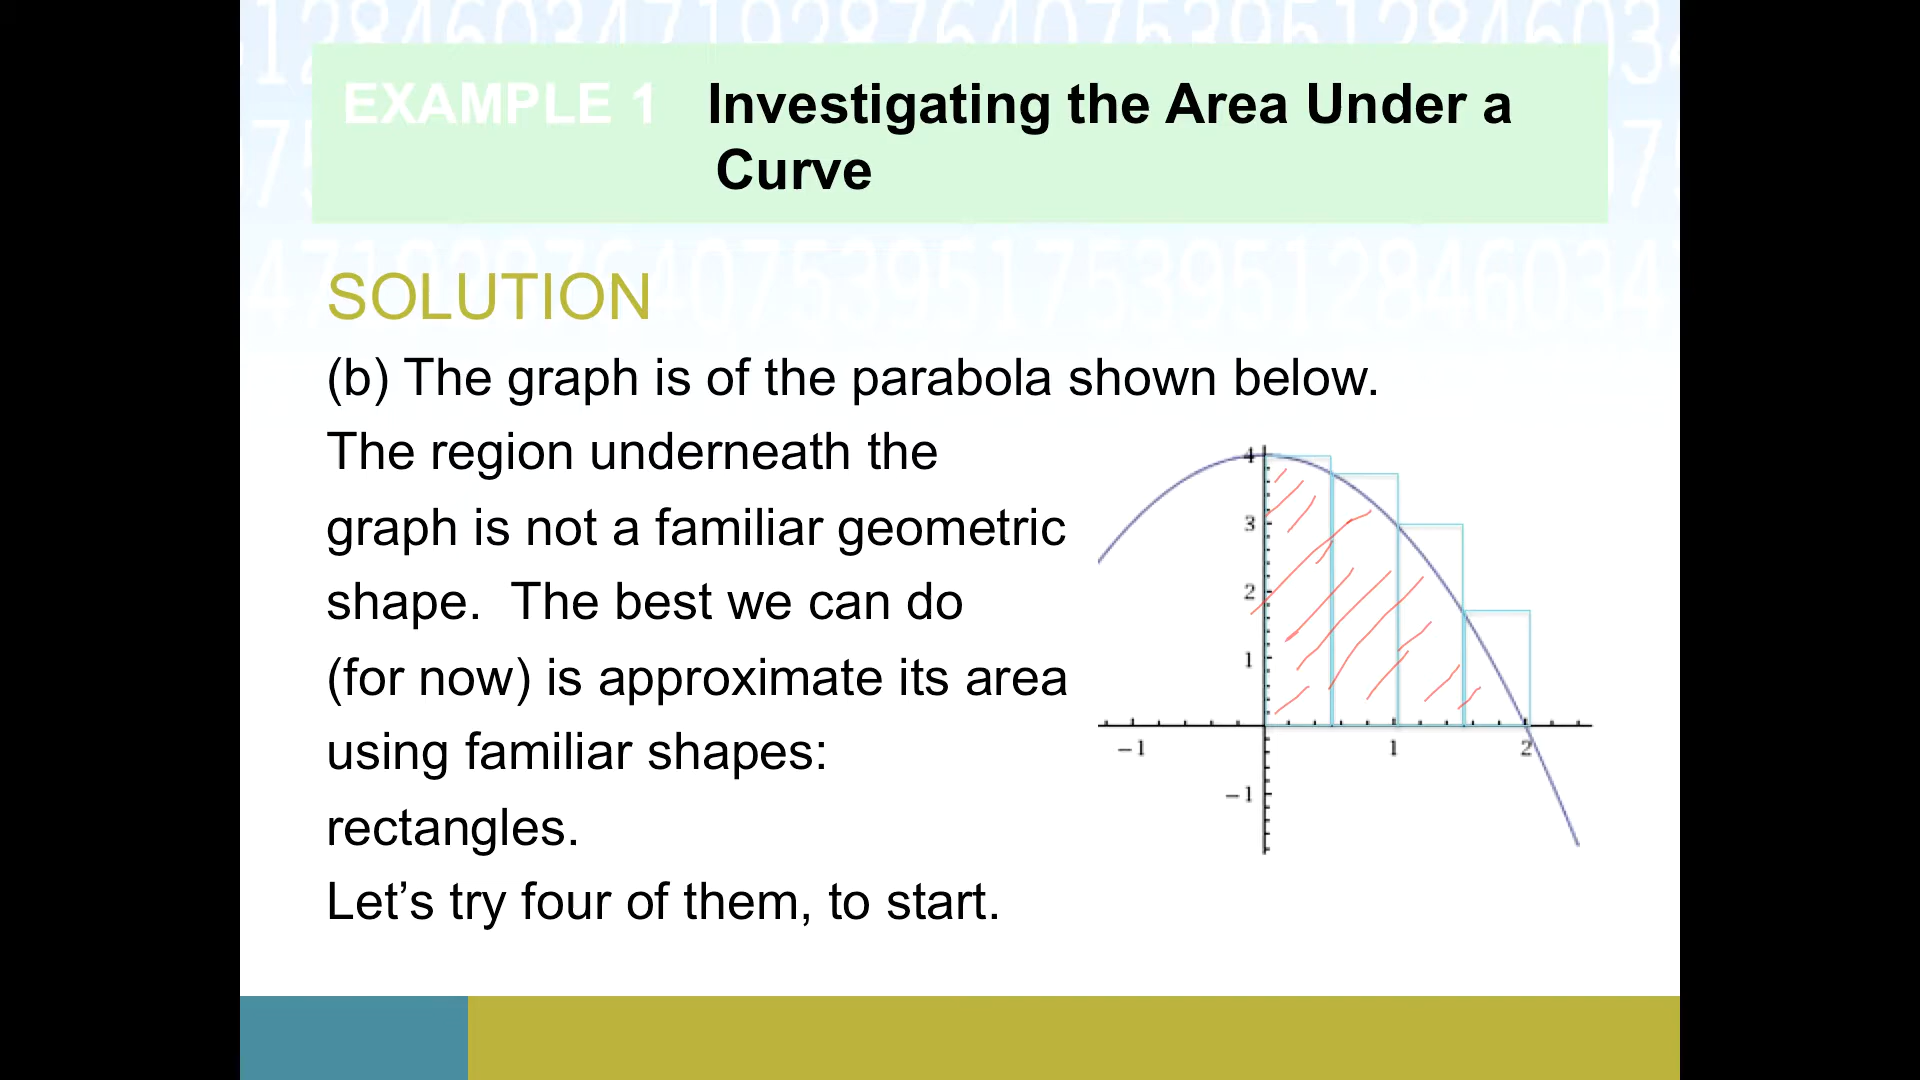 EXAMPLE 1 Investigating the Area Under a
Curve
SOLUTION
(b) The graph is of the parabola shown below.
The region underneath the
graph is not a familiar geometric
shape. The best we can do
(for now) is approximate its area
using familiar shapes:
rectangles.
Let’s try four of them, to start.
4
3
2
1
−1 1 2
−1